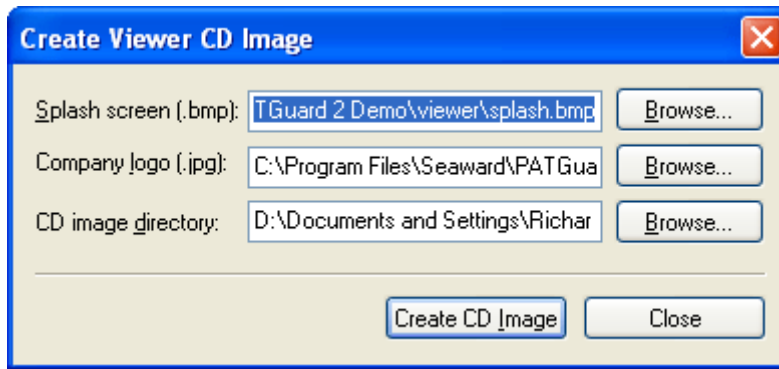 Create Viewer CD Image
Splash screen (.bmp): TGuard 2 Demo\viewer\splash.bmp Browse...
Company logo (.jpg): C:\Program Files\Seaward\PATGua Browse...
CD image directory: D:\Documents and Settings\Richar Browse...
Create CD Image Close